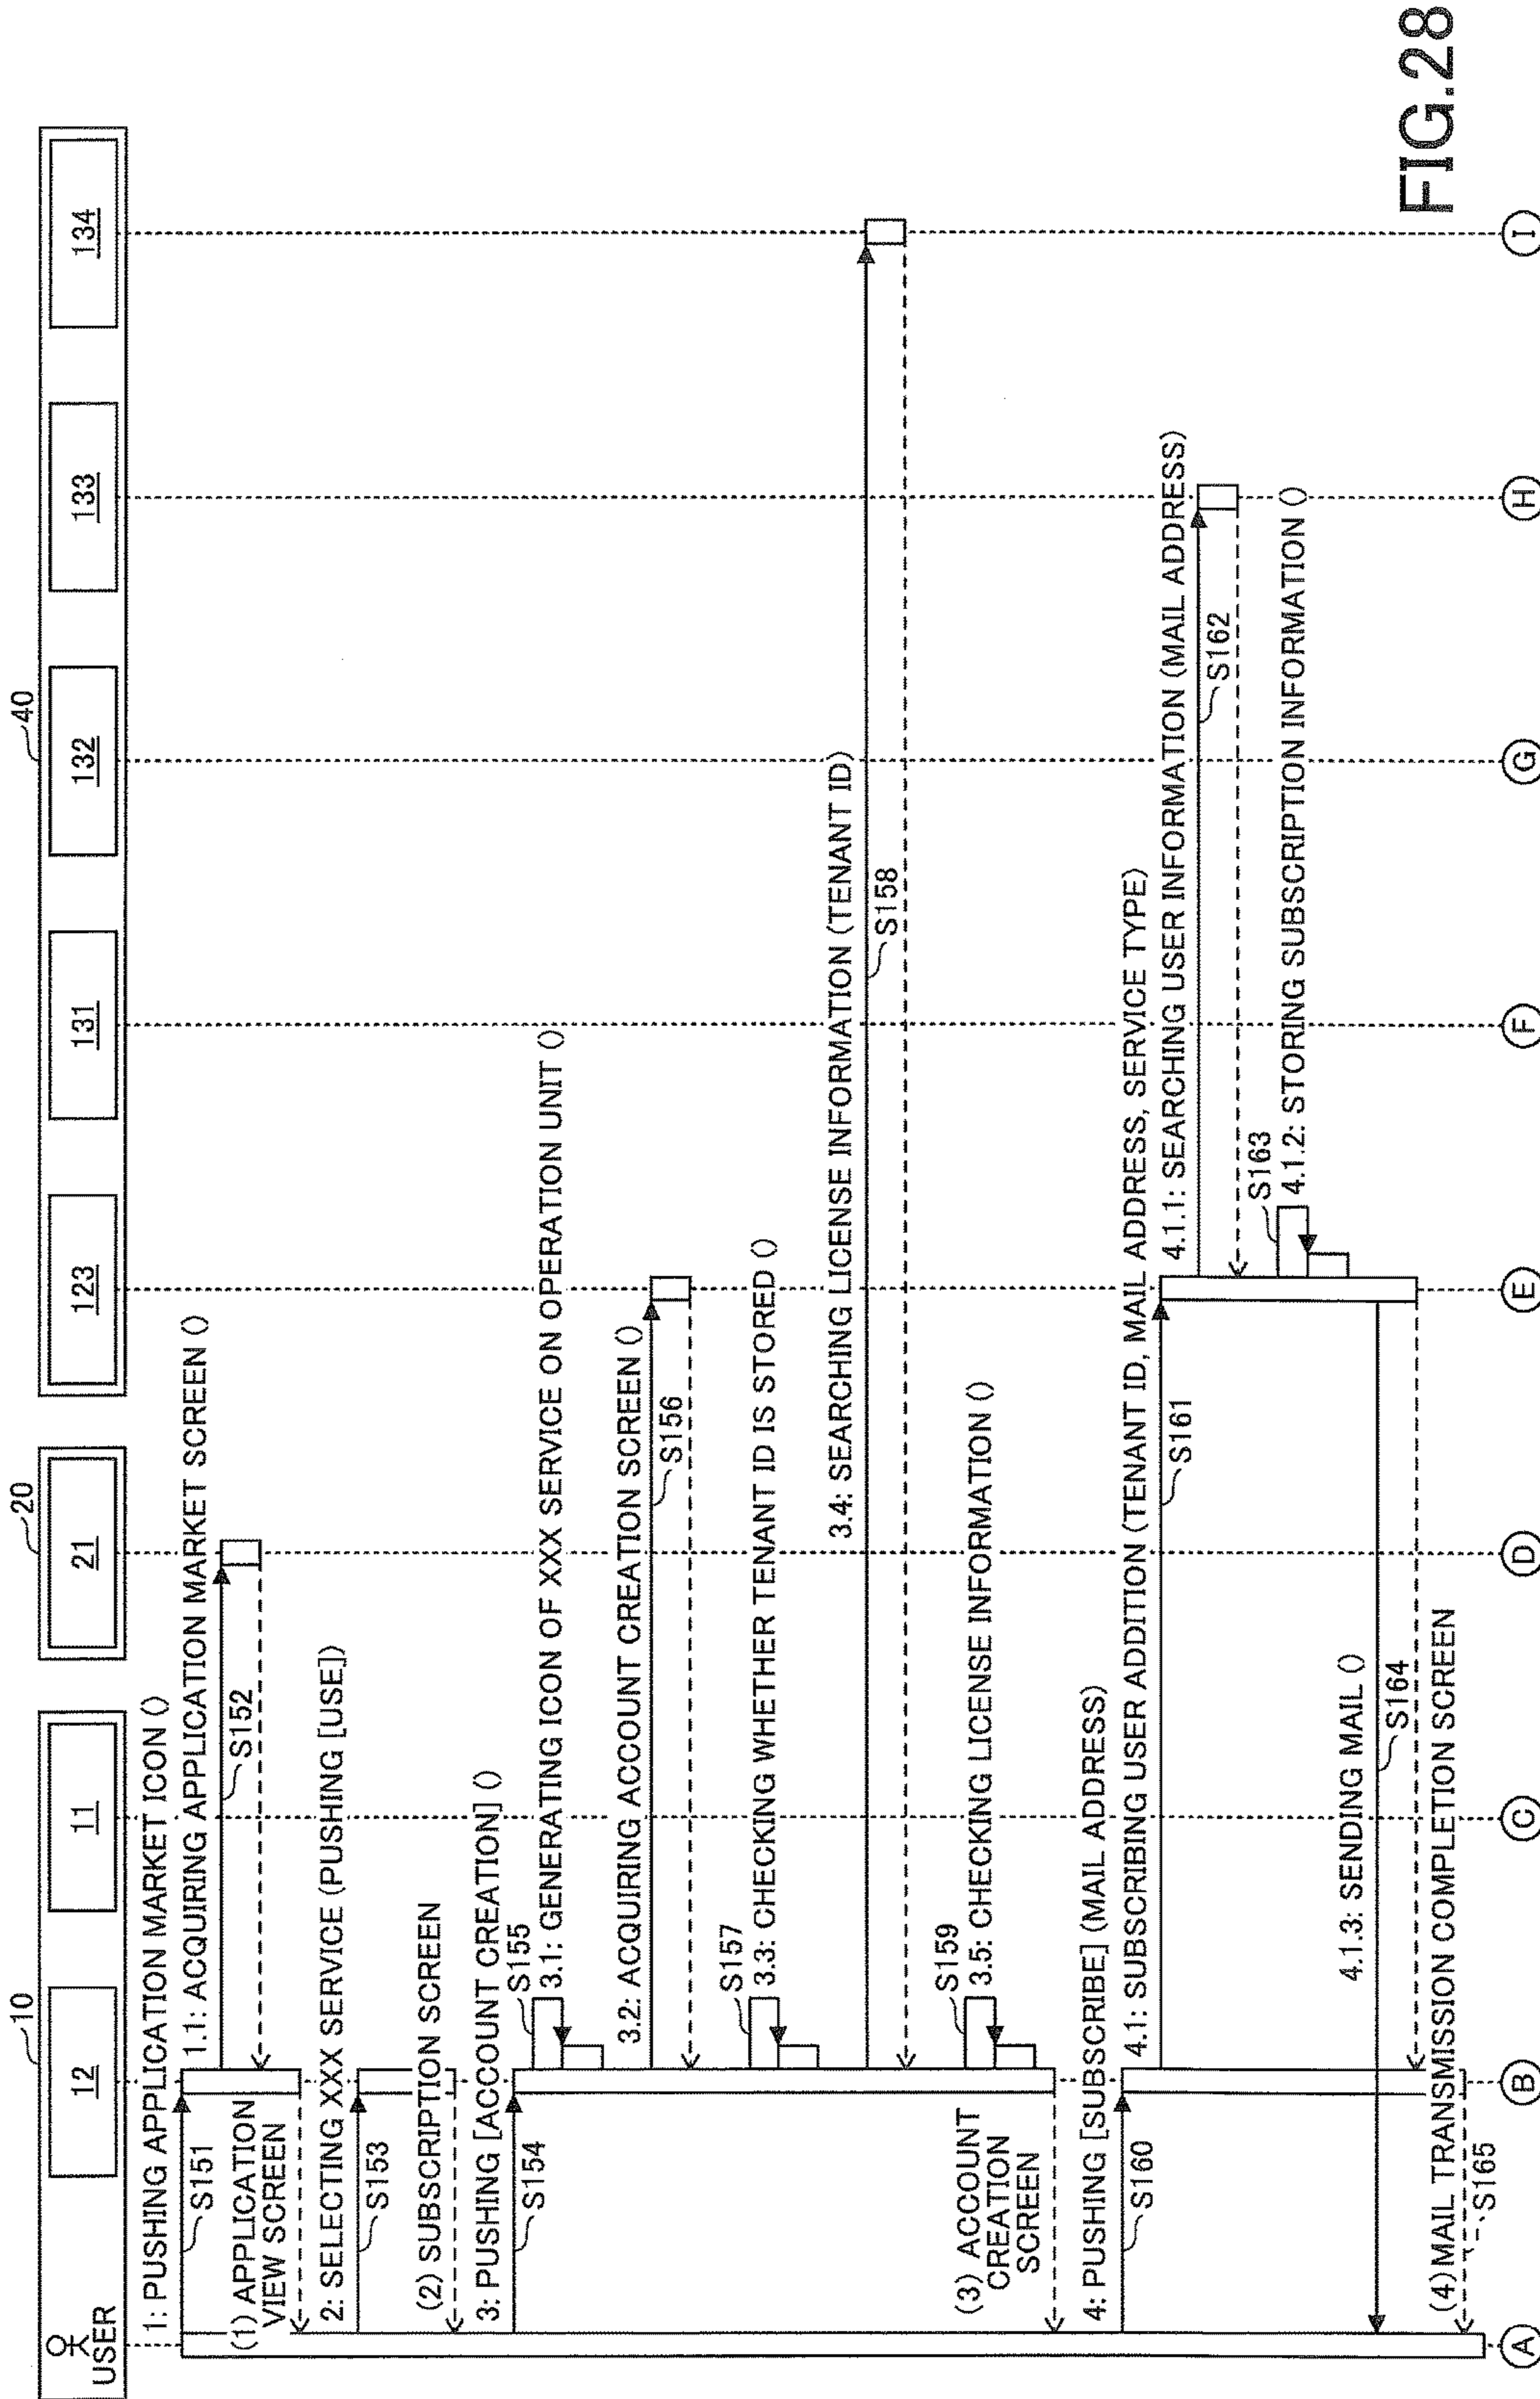 10
20
40
USER
12
11
21
123
131
132
133
134
1: PUSHING APPLICATION MARKET ICON ()
S151
1.1: ACQUIRING APPLICATION MARKET SCREEN ()
S152
(1) APPLICATION
VIEW SCREEN
2: SELECTING XXX SERVICE (PUSHING [USE])
S153
(2) SUBSCRIPTION SCREEN
3: PUSHING [ACCOUNT CREATION] ()
S154
S155
3.1: GENERATING ICON OF XXX SERVICE ON OPERATION UNIT ()
3.2: ACQUIRING ACCOUNT CREATION SCREEN ()
S156
S157
3.3: CHECKING WHETHER TENANT ID IS STORED ()
3.4: SEARCHING LICENSE INFORMATION (TENANT ID)
S158
S159
3.5: CHECKING LICENSE INFORMATION ()
(3) ACCOUNT
CREATION
SCREEN
4: PUSHING [SUBSCRIBE] (MAIL ADDRESS)
S160
4.1: SUBSCRIBING USER ADDITION (TENANT ID, MAIL ADDRESS, SERVICE TYPE)
S161
4.1.1: SEARCHING USER INFORMATION (MAIL ADDRESS)
S162
S163
4.1.2: STORING SUBSCRIPTION INFORMATION ()
4.1.3: SENDING MAIL ()
S164
(4) MAIL TRANSMISSION COMPLETION SCREEN
S165
A
B
C
D
E
F
G
H
I
FIG.28